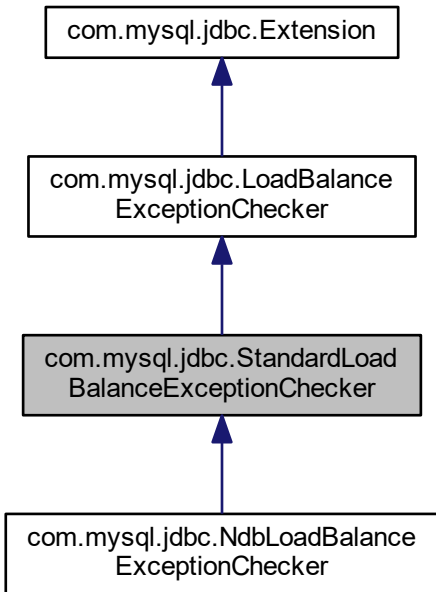 com.mysql.jdbc.Extension
com.mysql.jdbc.LoadBalance
ExceptionChecker
com.mysql.jdbc.StandardLoad
BalanceExceptionChecker
com.mysql.jdbc.NdbLoadBalance
ExceptionChecker